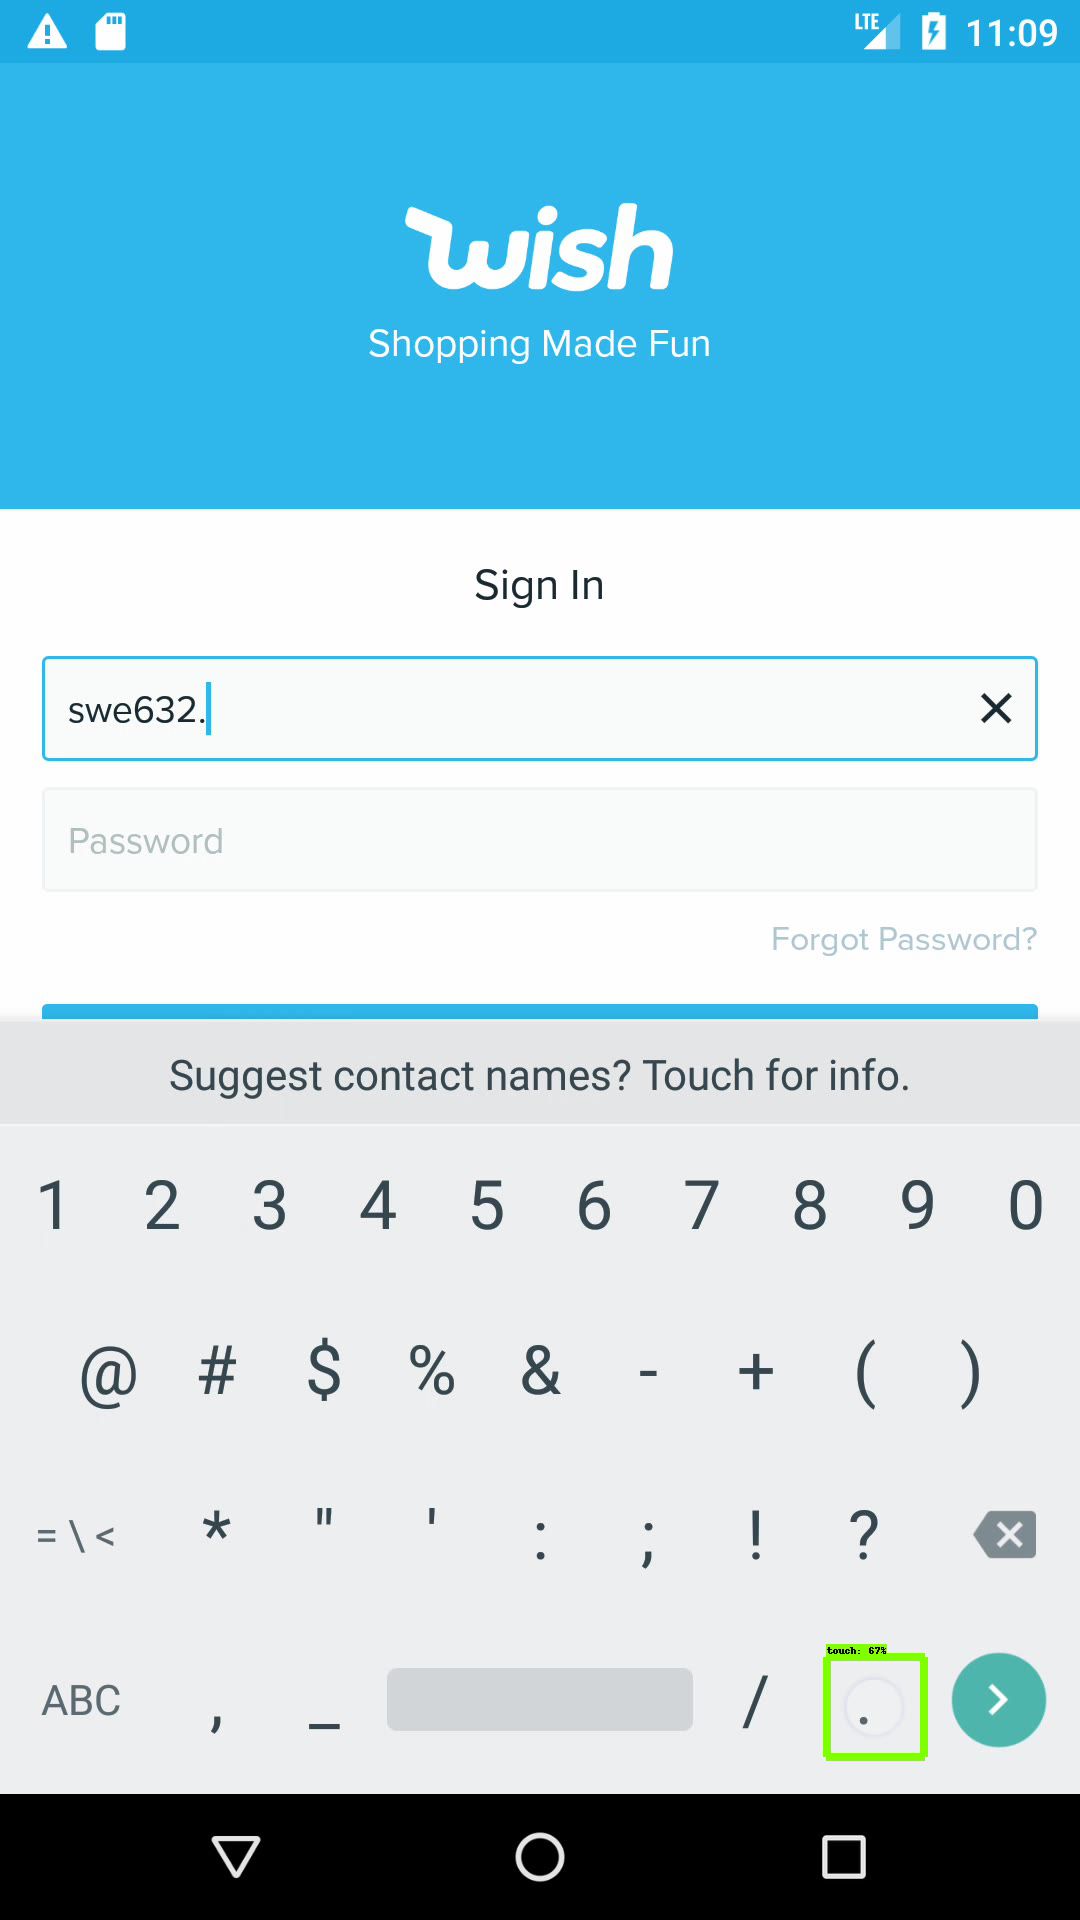 LTE 11:09
wish
Shopping Made Fun
Sign In
swe632.
Password
Forgot Password?
Suggest contact names? Touch for info.
1 2 3 4 5 6 7 8 9 0
@ # $ % & - + ( )
= \ < * " ' : ; ! ?
touch: 67%
ABC , _ / .